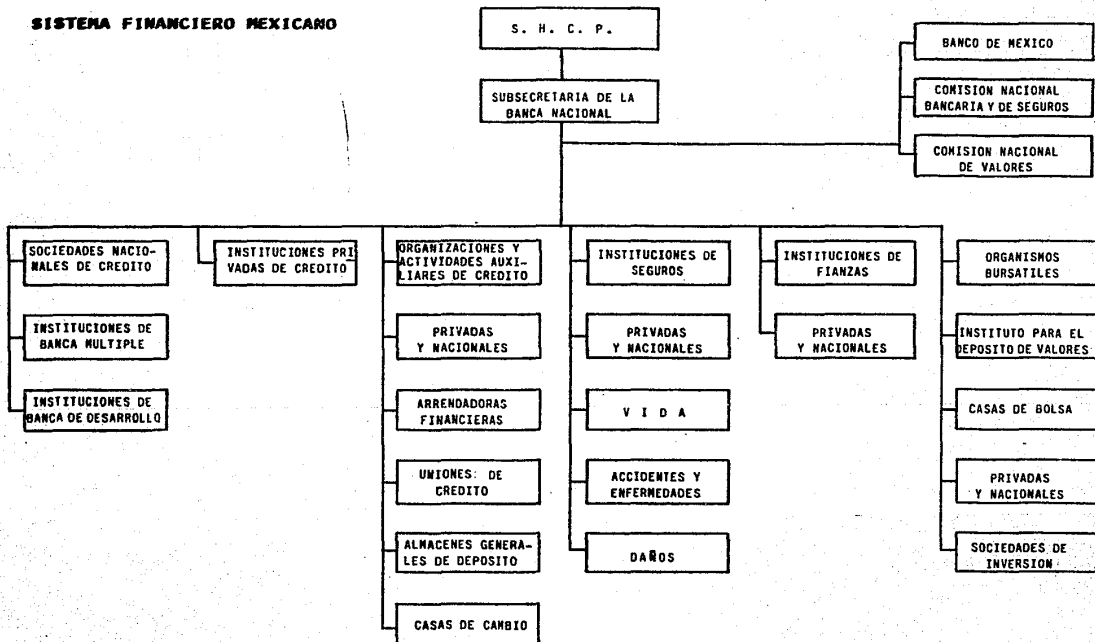 SISTEMA FINANCIERO MEXICANO
S. H. C. P.
SUBSECRETARIA DE LA
BANCA NACIONAL
BANCO DE MEXICO
COMISION NACIONAL
BANCARIA Y DE SEGUROS
COMISION NACIONAL
DE VALORES
SOCIEDADES NACIO-
NALES DE CREDITO
INSTITUCIONES DE
BANCA MULTIPLE
INSTITUCIONES DE
BANCA DE DESARROLLO
INSTITUCIONES PRI
VADAS DE CREDITO
ORGANIZACIONES Y
ACTIVIDADES AUXI-
LIARES DE CREDITO
PRIVADAS
Y NACIONALES
ARRENDADORAS
FINANCIERAS
UNIONES: DE
CREDITO
ALMACENES GENERA-
LES DE DEPOSITO
CASAS DE CAMBIO
INSTITUCIONES DE
SEGUROS
PRIVADAS
Y NACIONALES
V I D A
ACCIDENTES Y
ENFERMEDADES
DAÑOS
INSTITUCIONES DE
FIANZAS
PRIVADAS
Y NACIONALES
ORGANISMOS
BURSATILES
INSTITUTO PARA EL
DEPOSITO DE VALORES
CASAS DE BOLSA
PRIVADAS
Y NACIONALES
SOCIEDADES DE
INVERSION